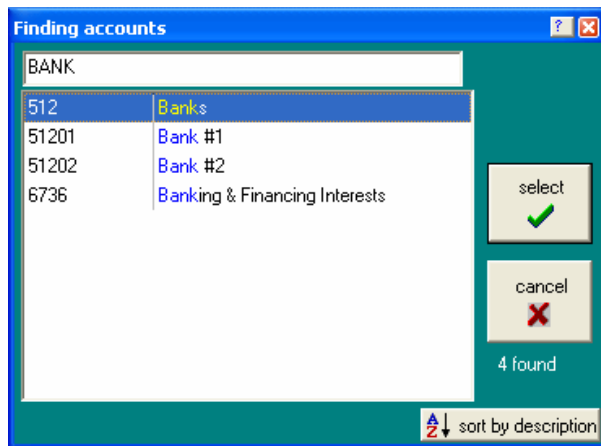 Finding accounts
BANK
512 Banks
51201 Bank #1
51202 Bank #2
6736 Banking & Financing Interests
select
cancel
4 found
A Z sort by description